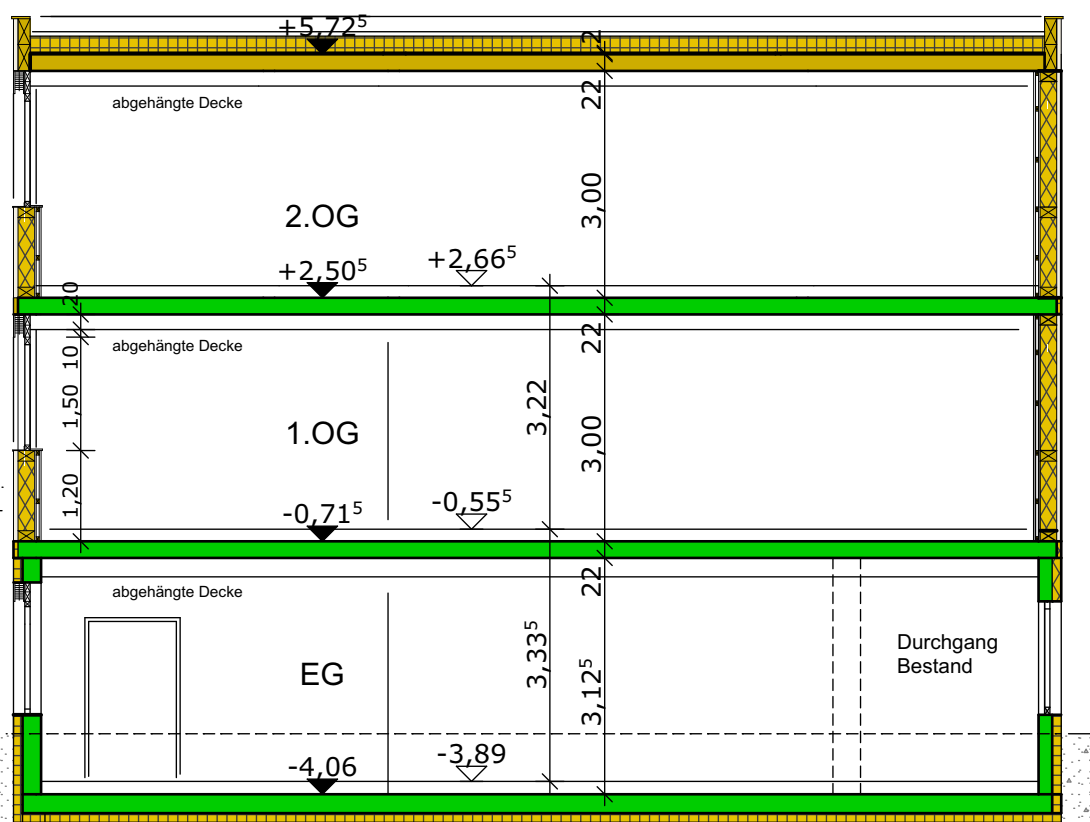 +5,72⁵
2
abgehängte Decke
22
3,00
2.OG
+2,50⁵
+2,66⁵
20
abgehängte Decke
22
10
1,50
3,22
1.OG
3,00
1,20
-0,71⁵
-0,55⁵
abgehängte Decke
22
Durchgang
Bestand
3,33⁵
EG
3,12⁵
-4,06
-3,89